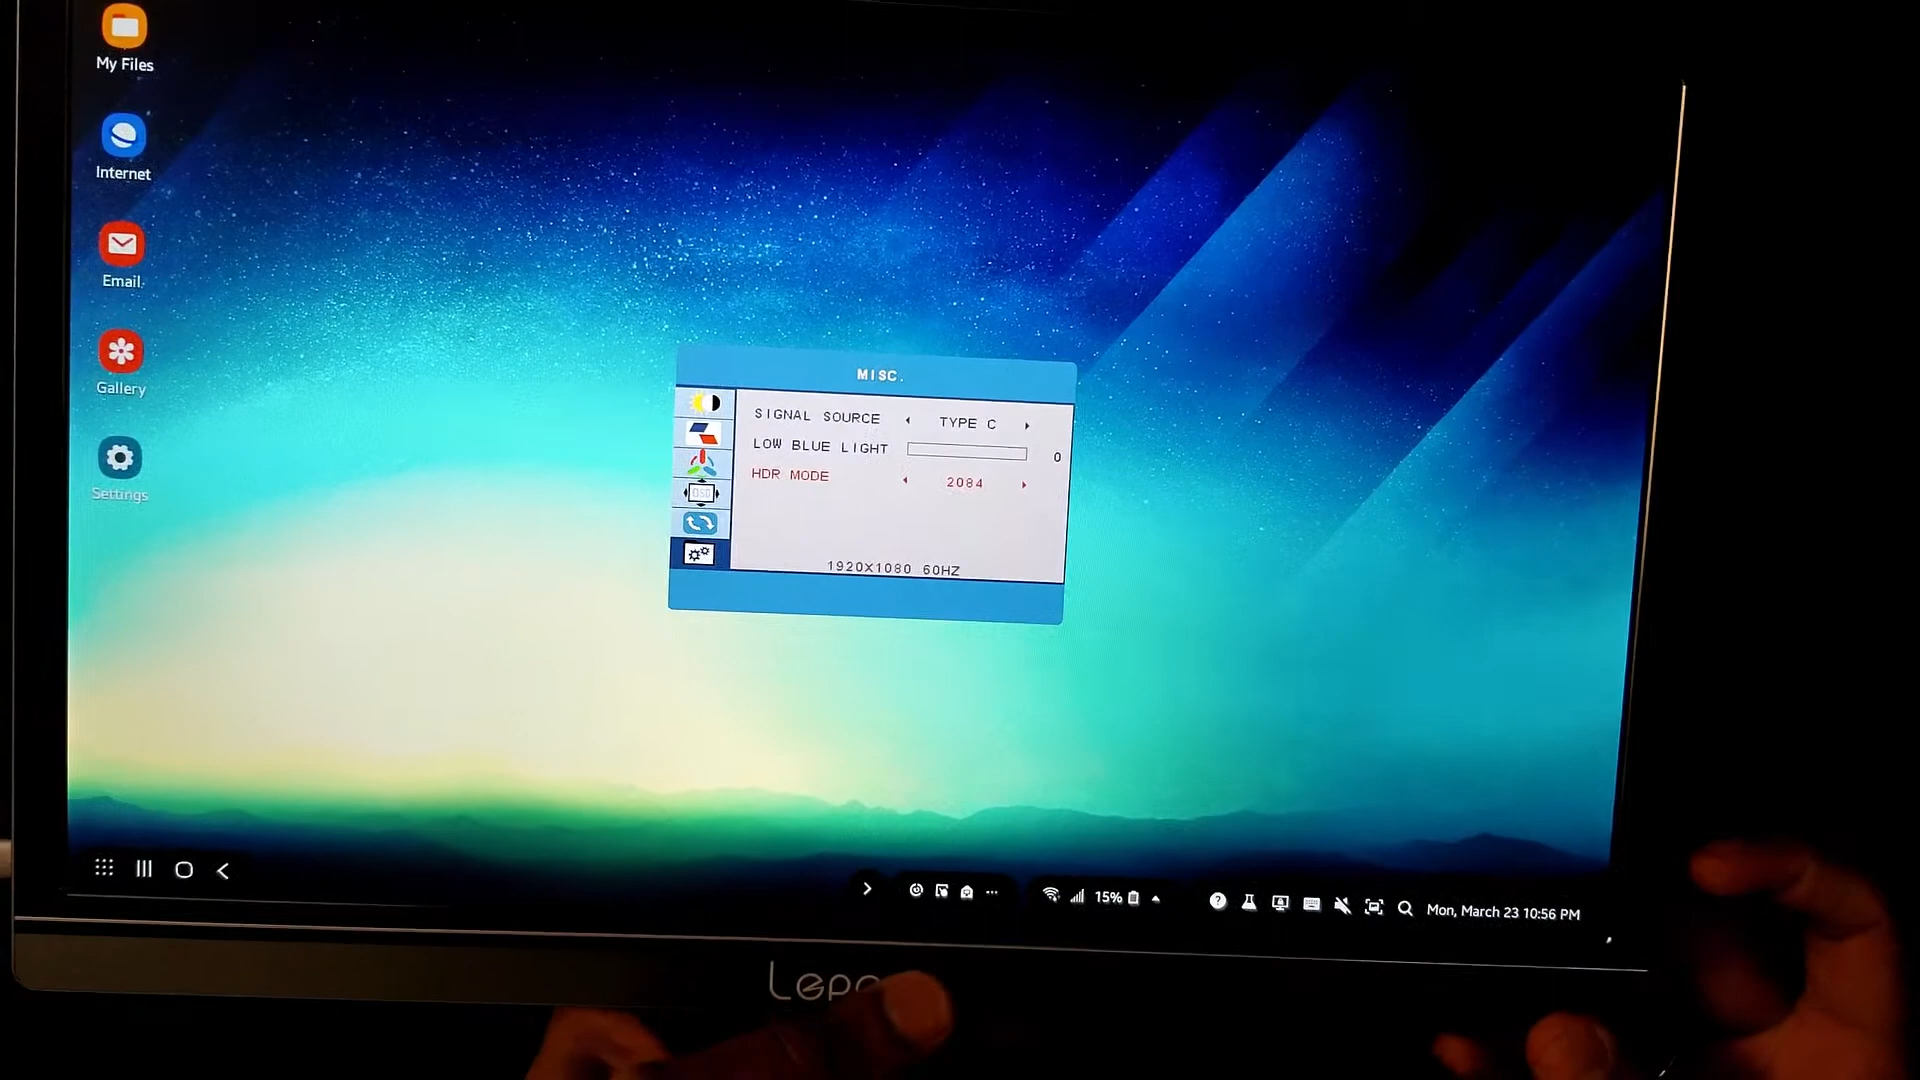 My Files
Internet
Email
Gallery
Settings
MISC.
SIGNAL SOURCE TYPE C
LOW BLUE LIGHT 0
HDR MODE 2084
OSD
1920X1080 60HZ
15%
Mon, March 23 10:56 PM